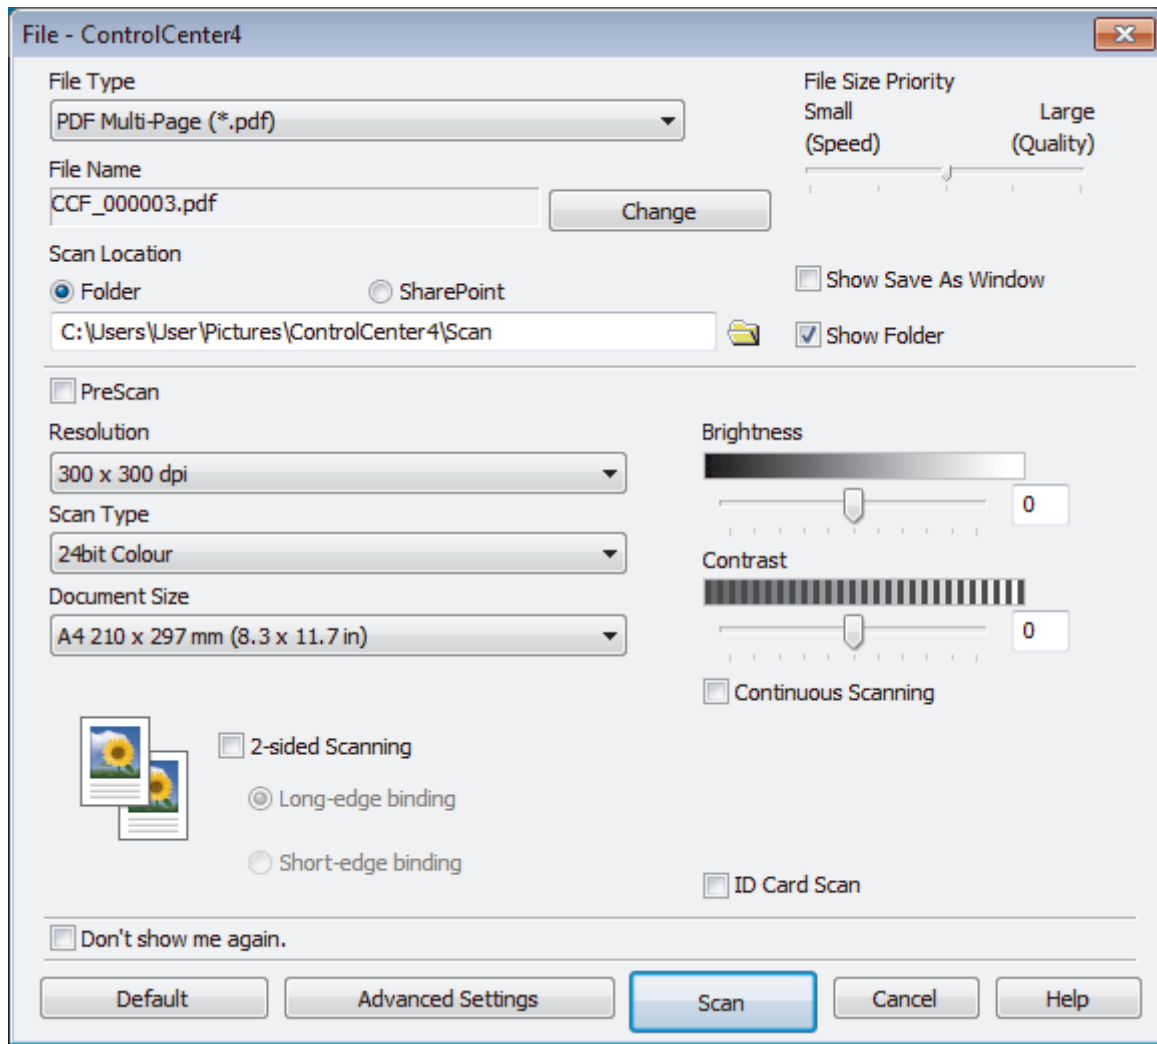 File - ControlCenter4
File Type
PDF Multi-Page (*.pdf)
File Size Priority
Small Large
(Speed) (Quality)
File Name
CCF_000003.pdf
Change
Scan Location
Folder
SharePoint
C:\Users\User\Pictures\ControlCenter4\Scan
Show Save As Window
Show Folder
PreScan
Resolution
300 x 300 dpi
Scan Type
24bit Colour
Document Size
A4 210 x 297 mm (8.3 x 11.7 in)
Brightness
0
Contrast
0
Continuous Scanning
2-sided Scanning
Long-edge binding
Short-edge binding
ID Card Scan
Don't show me again.
Default
Advanced Settings
Scan
Cancel
Help